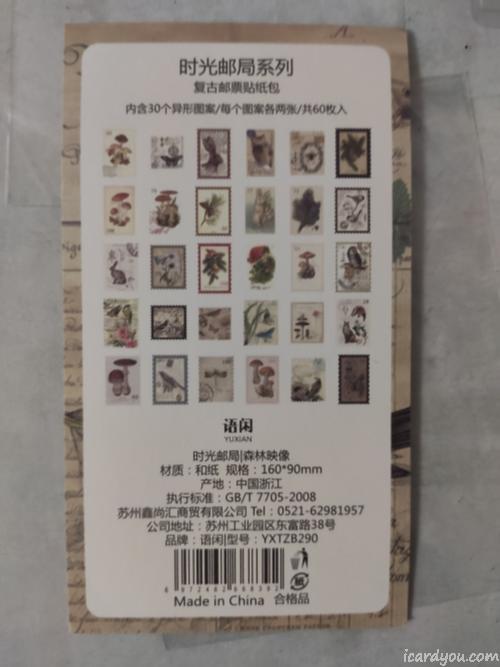 时光邮局系列
复古邮票贴纸包
内含30个异形图案/每个图案各两张/共60枚入
语闲
YUXIAN
时光邮局|森林映像
材质：和纸 规格：160*90mm
产地：中国浙江
执行标准：GB/T 7705-2008
苏州鑫尚汇商贸有限公司 Tel：0521-62981957
公司地址：苏州工业园区东富路38号
品牌：语闲|型号：YXTZB290
Made in China 合格品
icardyou.com